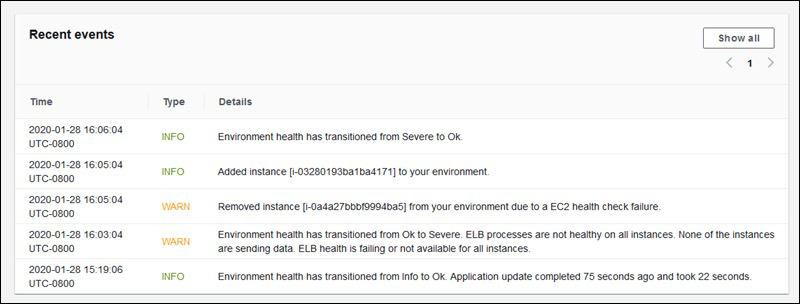 Recent events
Show all
1
Time Type Details
2020-01-28 16:06:04
UTC-0800
INFO
Environment health has transitioned from Severe to Ok.
2020-01-28 16:05:04
UTC-0800
INFO
Added instance [i-03280193ba1ba4171] to your environment.
2020-01-28 16:05:04
UTC-0800
WARN
Removed instance [i-0a4a27bbbf9994ba5] from your environment due to a EC2 health check failure.
2020-01-28 16:03:04
UTC-0800
WARN
Environment health has transitioned from Ok to Severe. ELB processes are not healthy on all instances. None of the instances
are sending data. ELB health is failing or not available for all instances.
2020-01-28 15:19:06
UTC-0800
INFO
Environment health has transitioned from Info to Ok. Application update completed 75 seconds ago and took 22 seconds.